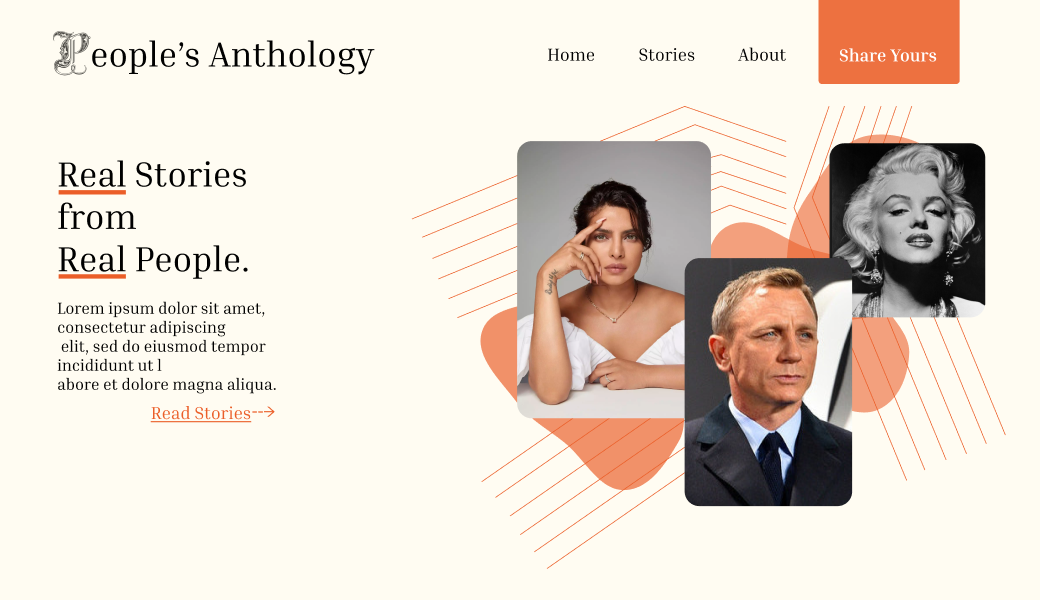 People’s Anthology
Home Stories About Share Yours
Real Stories
from
Real People.
Lorem ipsum dolor sit amet,
consectetur adipiscing
elit, sed do eiusmod tempor
incididunt ut l
abore et dolore magna aliqua.
Read Stories-->